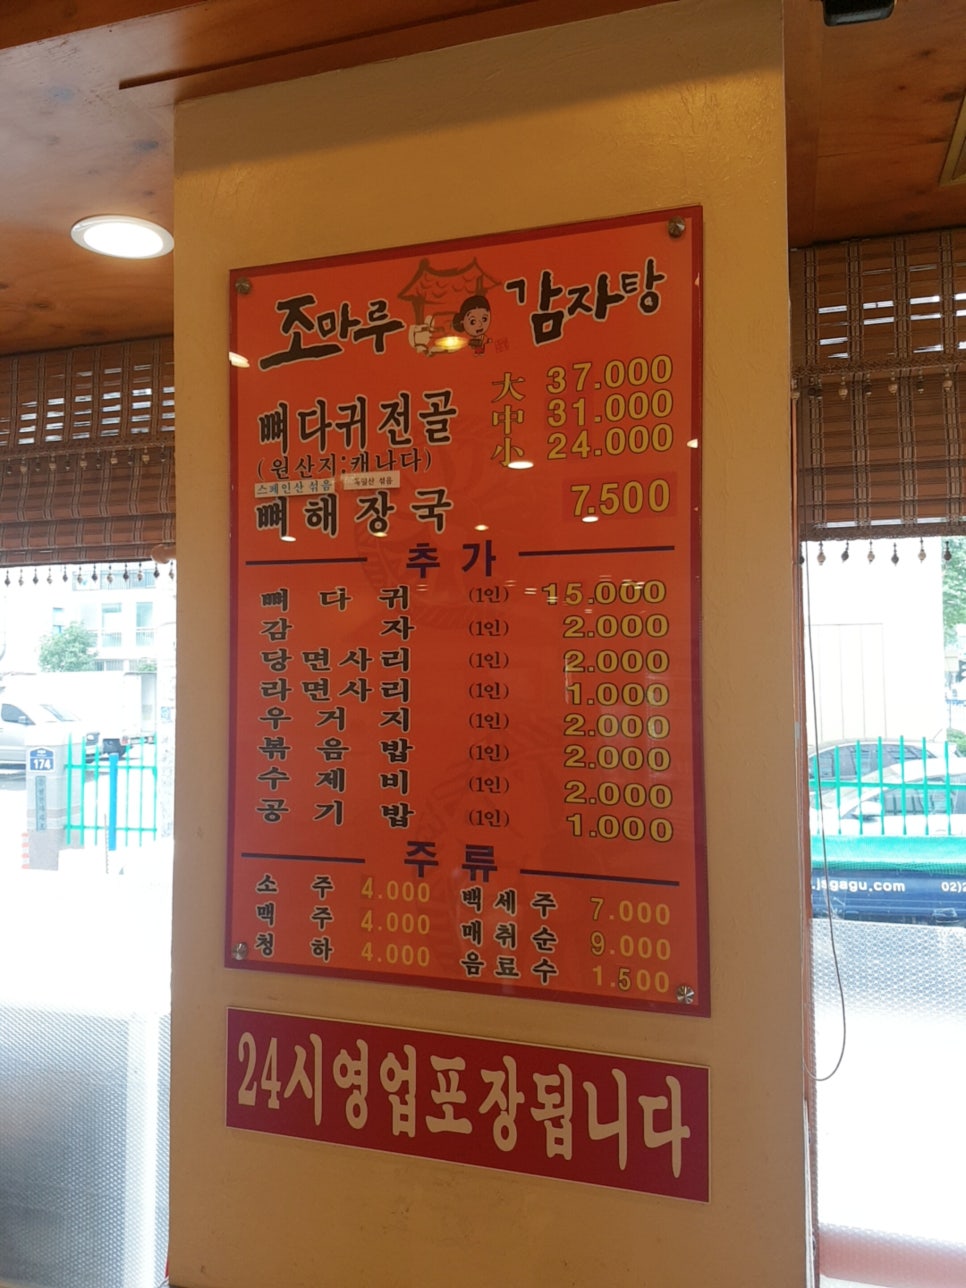 조마루 감자탕
뼈다귀전골 大 37.000
中 31.000
小 24.000
(원산지:캐나다)
스페인산 섞음 독일산 섞음
뼈해장국 7.500
추가
뼈다귀 (1인) 15.000
감자 (1인) 2.000
당면사리 (1인) 2.000
라면사리 (1인) 1.000
우거지 (1인) 2.000
볶음밥 (1인) 2.000
수제비 (1인) 2.000
공기밥 (1인) 1.000
주류
소주 4.000 백세주 7.000
맥주 4.000 매취순 9.000
청하 4.000 음료수 1.500
24시영업포장됩니다
174
jsgagu.com 02)2